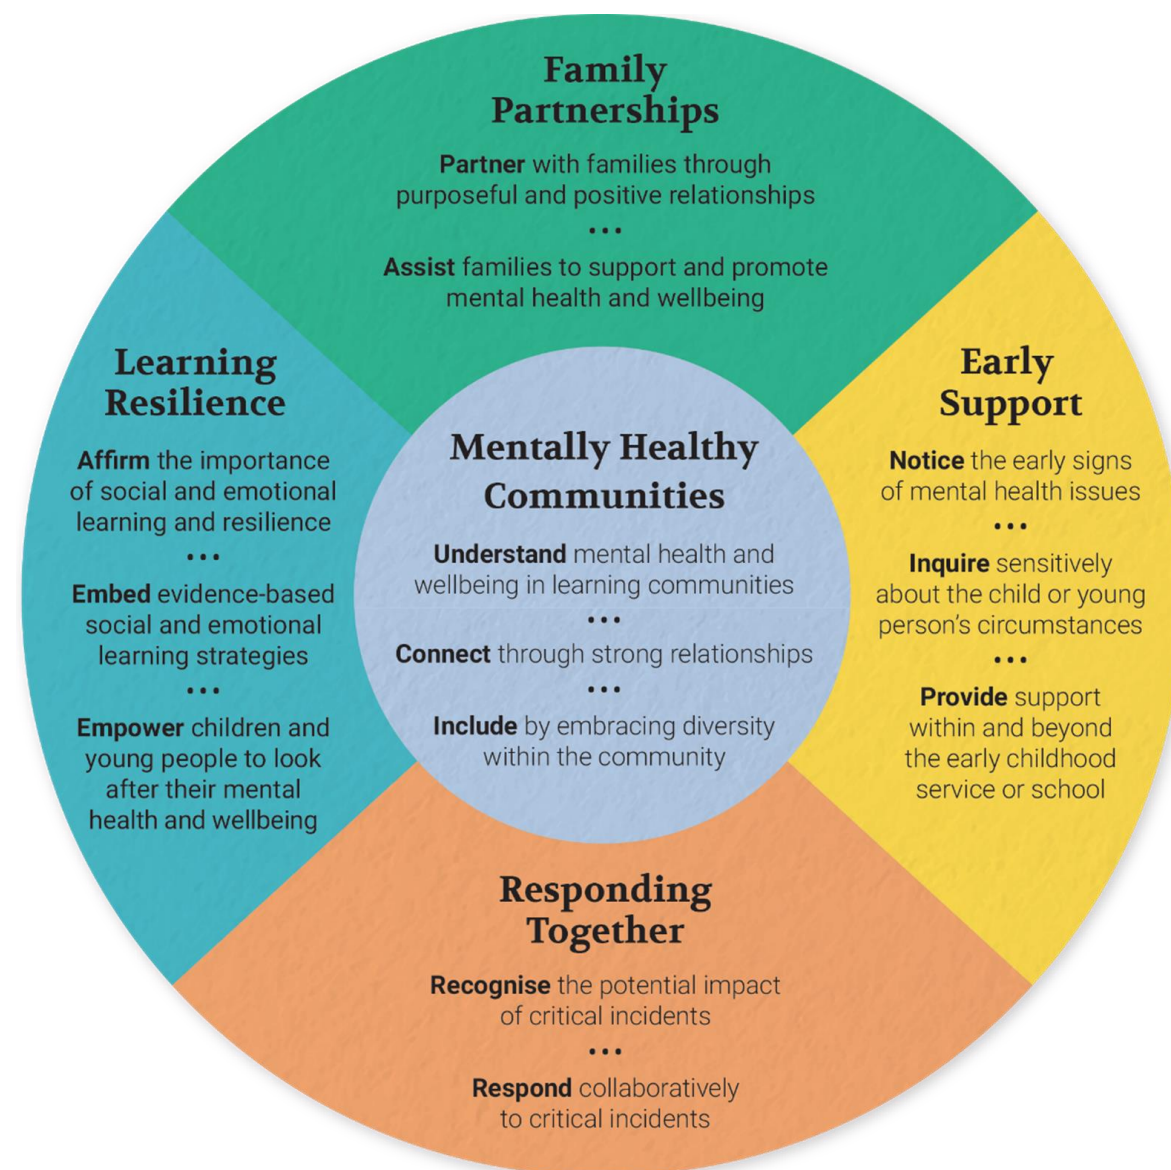 Family
Partnerships
Partner with families through
purposeful and positive relationships
...
Assist families to support and promote
mental health and wellbeing
Learning
Resilience
Affirm the importance
of social and emotional
learning and resilience
...
Embed evidence-based
social and emotional
learning strategies
...
Empower children and
young people to look
after their mental
health and wellbeing
Mentally Healthy
Communities
Understand mental health and
wellbeing in learning communities
...
Connect through strong relationships
...
Include by embracing diversity
within the community
Early
Support
Notice the early signs
of mental health issues
...
Inquire sensitively
about the child or young
person's circumstances
...
Provide support
within and beyond
the early childhood
service or school
Responding
Together
Recognise the potential impact
of critical incidents
...
Respond collaboratively
to critical incidents